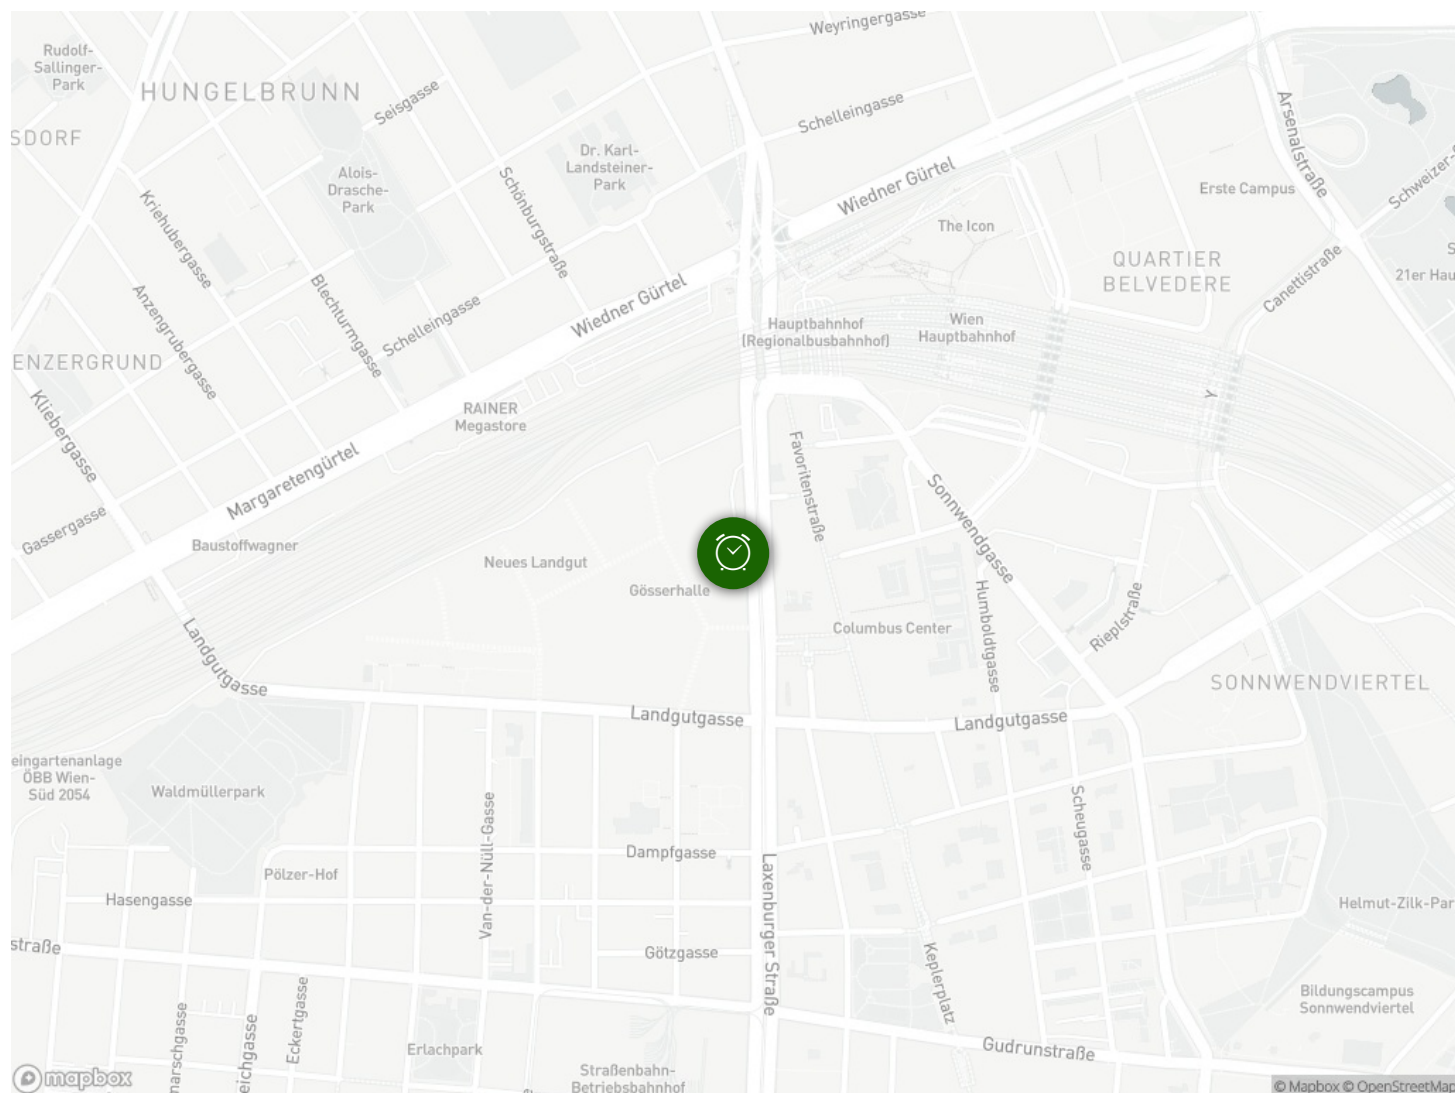 Weyringergasse
Rudolf-
Sallinger-
Park
HUNGELBRUNN
Seisgasse
Schelleingasse
Arsenalstraße
SDORF
Dr. Karl-
Landsteiner-
Park
Alois-
Drasche-
Park
Schönburgstraße
Wiedner Gürtel
Erste Campus
Schweizer-
Kriehubergasse
The Icon
QUARTIER
BELVEDERE
21er Hau
Canettistraße
Anzengrubergasse
Blechturmgasse
Schelleingasse
Wiedner Gürtel
Hauptbahnhof
(Regionalbusbahnhof)
Wien
Hauptbahnhof
ENZERGRUND
Kliebergasse
RAINER
Megastore
Y
Favoritenstraße
Margaretengürtel
Sonnwendgasse
Gassergasse
Baustoffwagner
Neues Landgut
Gösserhalle
Humboldtgasse
Rieplstraße
Columbus Center
Landgutgasse
SONNWENDVIERTEL
Landgutgasse
Landgutgasse
eingartenanlage
ÖBB Wien-
Süd 2054
Waldmüllerpark
Van-der-Nüll-Gasse
Scheugasse
Dampfgasse
Laxenburger Straße
Pölzer-Hof
Hasengasse
Helmut-Zilk-Par
straße
Götzgasse
Keplerplatz
Bildungscampus
Sonnwendviertel
marschgasse
eichgasse
Eckertgasse
Erlachpark
Gudrunstraße
Straßenbahn-
Betriebsbahnhof
mapbox
© Mapbox © OpenStreetMap